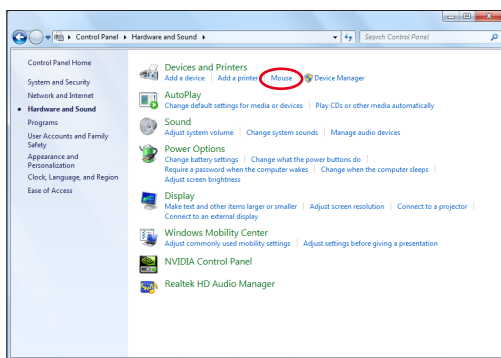 Control Panel ▸ Hardware and Sound ▸
Search Control Panel
Control Panel Home
System and Security
Network and Internet
Hardware and Sound
Programs
User Accounts and Family
Safety
Appearance and
Personalization
Clock, Language, and Region
Ease of Access
Devices and Printers
Add a device | Add a printer | Mouse | Device Manager
AutoPlay
Change default settings for media or devices | Play CDs or other media automatically
Sound
Adjust system volume | Change system sounds | Manage audio devices
Power Options
Change battery settings | Change what the power buttons do |
Require a password when the computer wakes | Change when the computer sleeps |
Adjust screen brightness
Display
Make text and other items larger or smaller | Adjust screen resolution | Connect to a projector |
Connect to an external display
Windows Mobility Center
Adjust commonly used mobility settings | Adjust settings before giving a presentation
NVIDIA Control Panel
Realtek HD Audio Manager